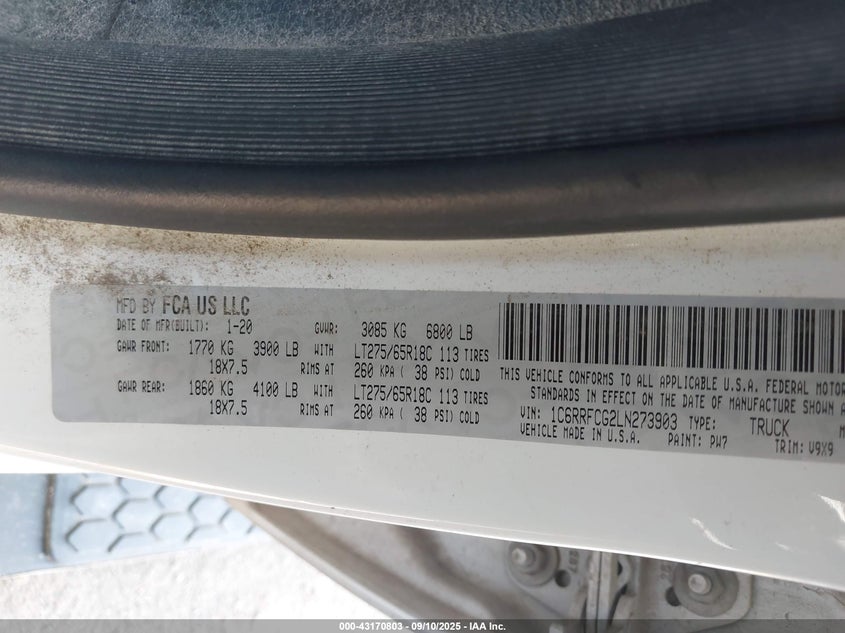 MFD BY FCA US LLC
DATE OF MFR(BUILT): 1-20 GVWR: 3085 KG 6800 LB
GAWR FRONT: 1770 KG 3900 LB WITH LT275/65R18C 113 TIRES
18X7.5 RIMS AT 260 KPA ( 38 PSI) COLD
GAWR REAR: 1860 KG 4100 LB WITH LT275/65R18C 113 TIRES
18X7.5 RIMS AT 260 KPA ( 38 PSI) COLD
THIS VEHICLE CONFORMS TO ALL APPLICABLE U.S.A. FEDERAL MOTOR
STANDARDS IN EFFECT ON THE DATE OF MANUFACTURE SHOWN A
VIN: 1C6RRFCG2LN273903 TYPE: TRUCK
VEHICLE MADE IN U.S.A. PAINT: PW7 TRIM: V9X9
000-43170803 - 09/10/2025 - IAA Inc.